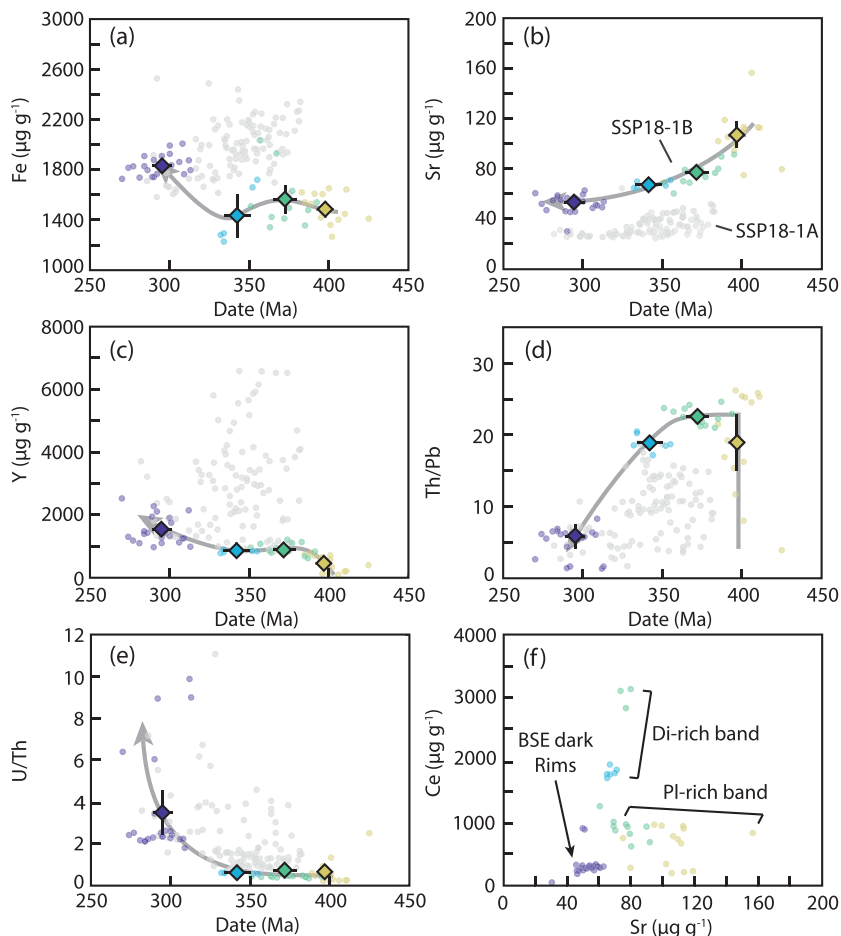 (a)
Fe (µg g⁻¹)
3000
2600
2200
1800
1400
1000
250 300 350 400 450
Date (Ma)
(b)
Sr (µg g⁻¹)
200
160
120
80
40
0
SSP18-1B
SSP18-1A
250 300 350 400 450
Date (Ma)
(c)
Y (µg g⁻¹)
8000
6000
4000
2000
0
250 300 350 400 450
Date (Ma)
(d)
Th/Pb
30
20
10
0
250 300 350 400 450
Date (Ma)
(e)
U/Th
12
10
8
6
4
2
0
250 300 350 400 450
Date (Ma)
(f)
Ce (µg g⁻¹)
4000
3000
2000
1000
0
Di-rich band
BSE dark
Rims
Pl-rich band
0 40 80 120 160 200
Sr (µg g⁻¹)